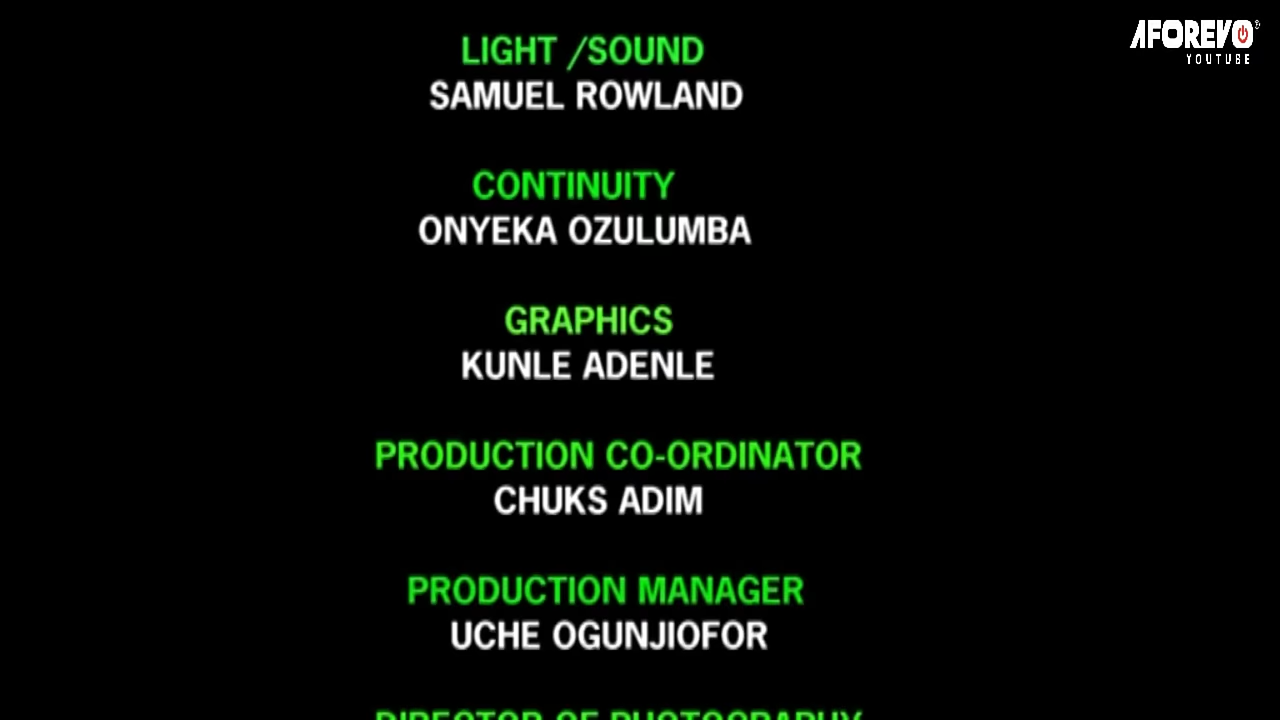 AFOREVO
YOUTUBE
LIGHT /SOUND
SAMUEL ROWLAND
CONTINUITY
ONYEKA OZULUMBA
GRAPHICS
KUNLE ADENLE
PRODUCTION CO-ORDINATOR
CHUKS ADIM
PRODUCTION MANAGER
UCHE OGUNJIOFOR
DIRECTOR OF PHOTOGRAPHY